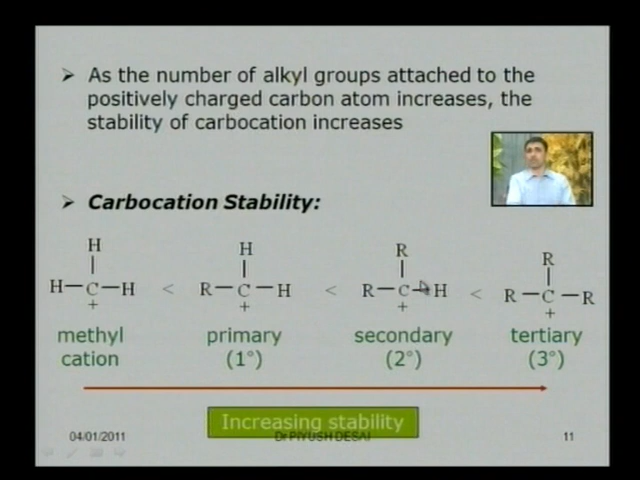 ➢ As the number of alkyl groups attached to the
positively charged carbon atom increases, the
stability of carbocation increases
➢ Carbocation Stability:
H H R R
H—C—H < R—C—H < R—C—H < R—C—R
+ + + +
methyl primary secondary tertiary
cation (1°) (2°) (3°)
Increasing stability
04/01/2011 Dr PIYUSH DESAI 11